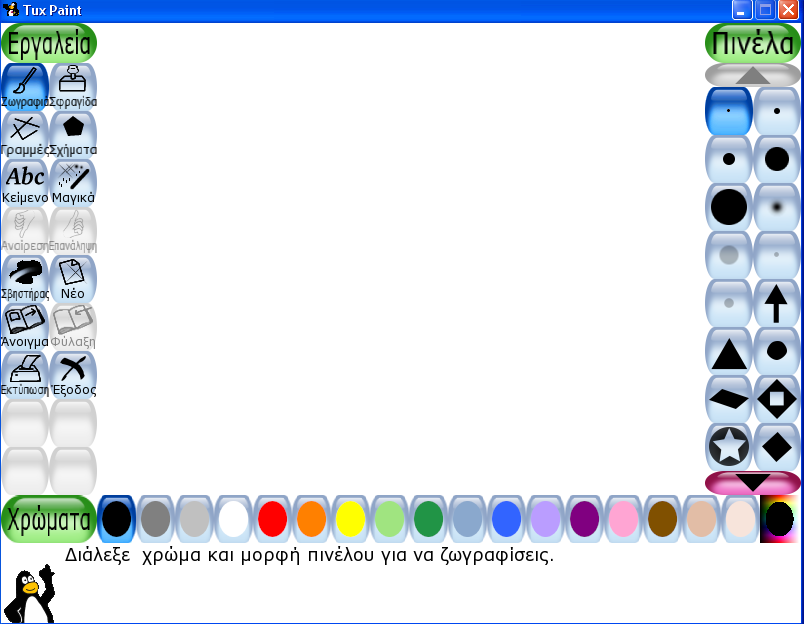 Tux Paint
Εργαλεία
Πινέλα
Ζωγραφιά Σφραγίδα
Γραμμές Σχήματα
Abc
Κείμενο Μαγικά
Αναίρεση Επανάληψη
Σβηστήρας Νέο
Άνοιγμα Φύλαξη
Εκτύπωση Έξοδος
Χρώματα
Διάλεξε χρώμα και μορφή πινέλου για να ζωγραφίσεις.